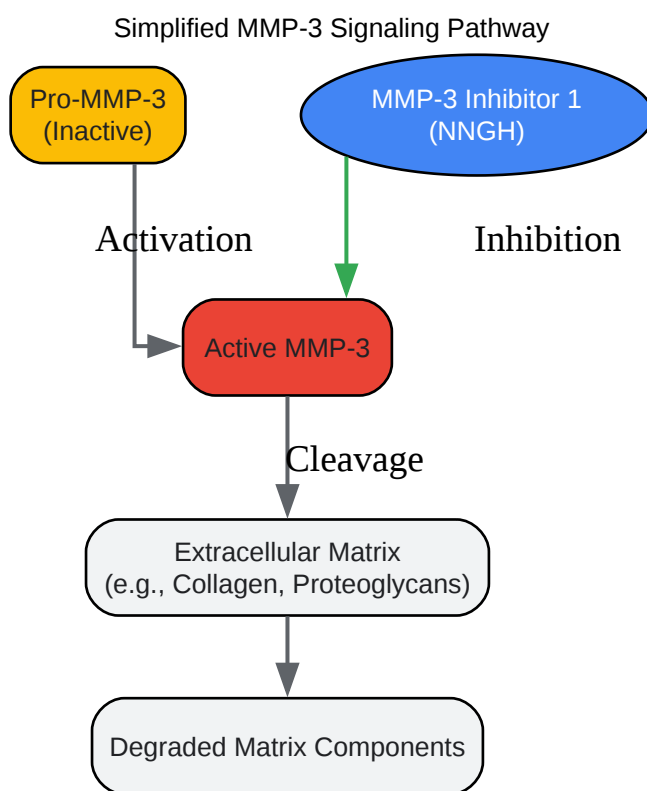 Simplified MMP-3 Signaling Pathway
Pro-MMP-3
(Inactive)
MMP-3 Inhibitor 1
(NNGH)
Activation
Inhibition
Active MMP-3
Cleavage
Extracellular Matrix
(e.g., Collagen, Proteoglycans)
Degraded Matrix Components